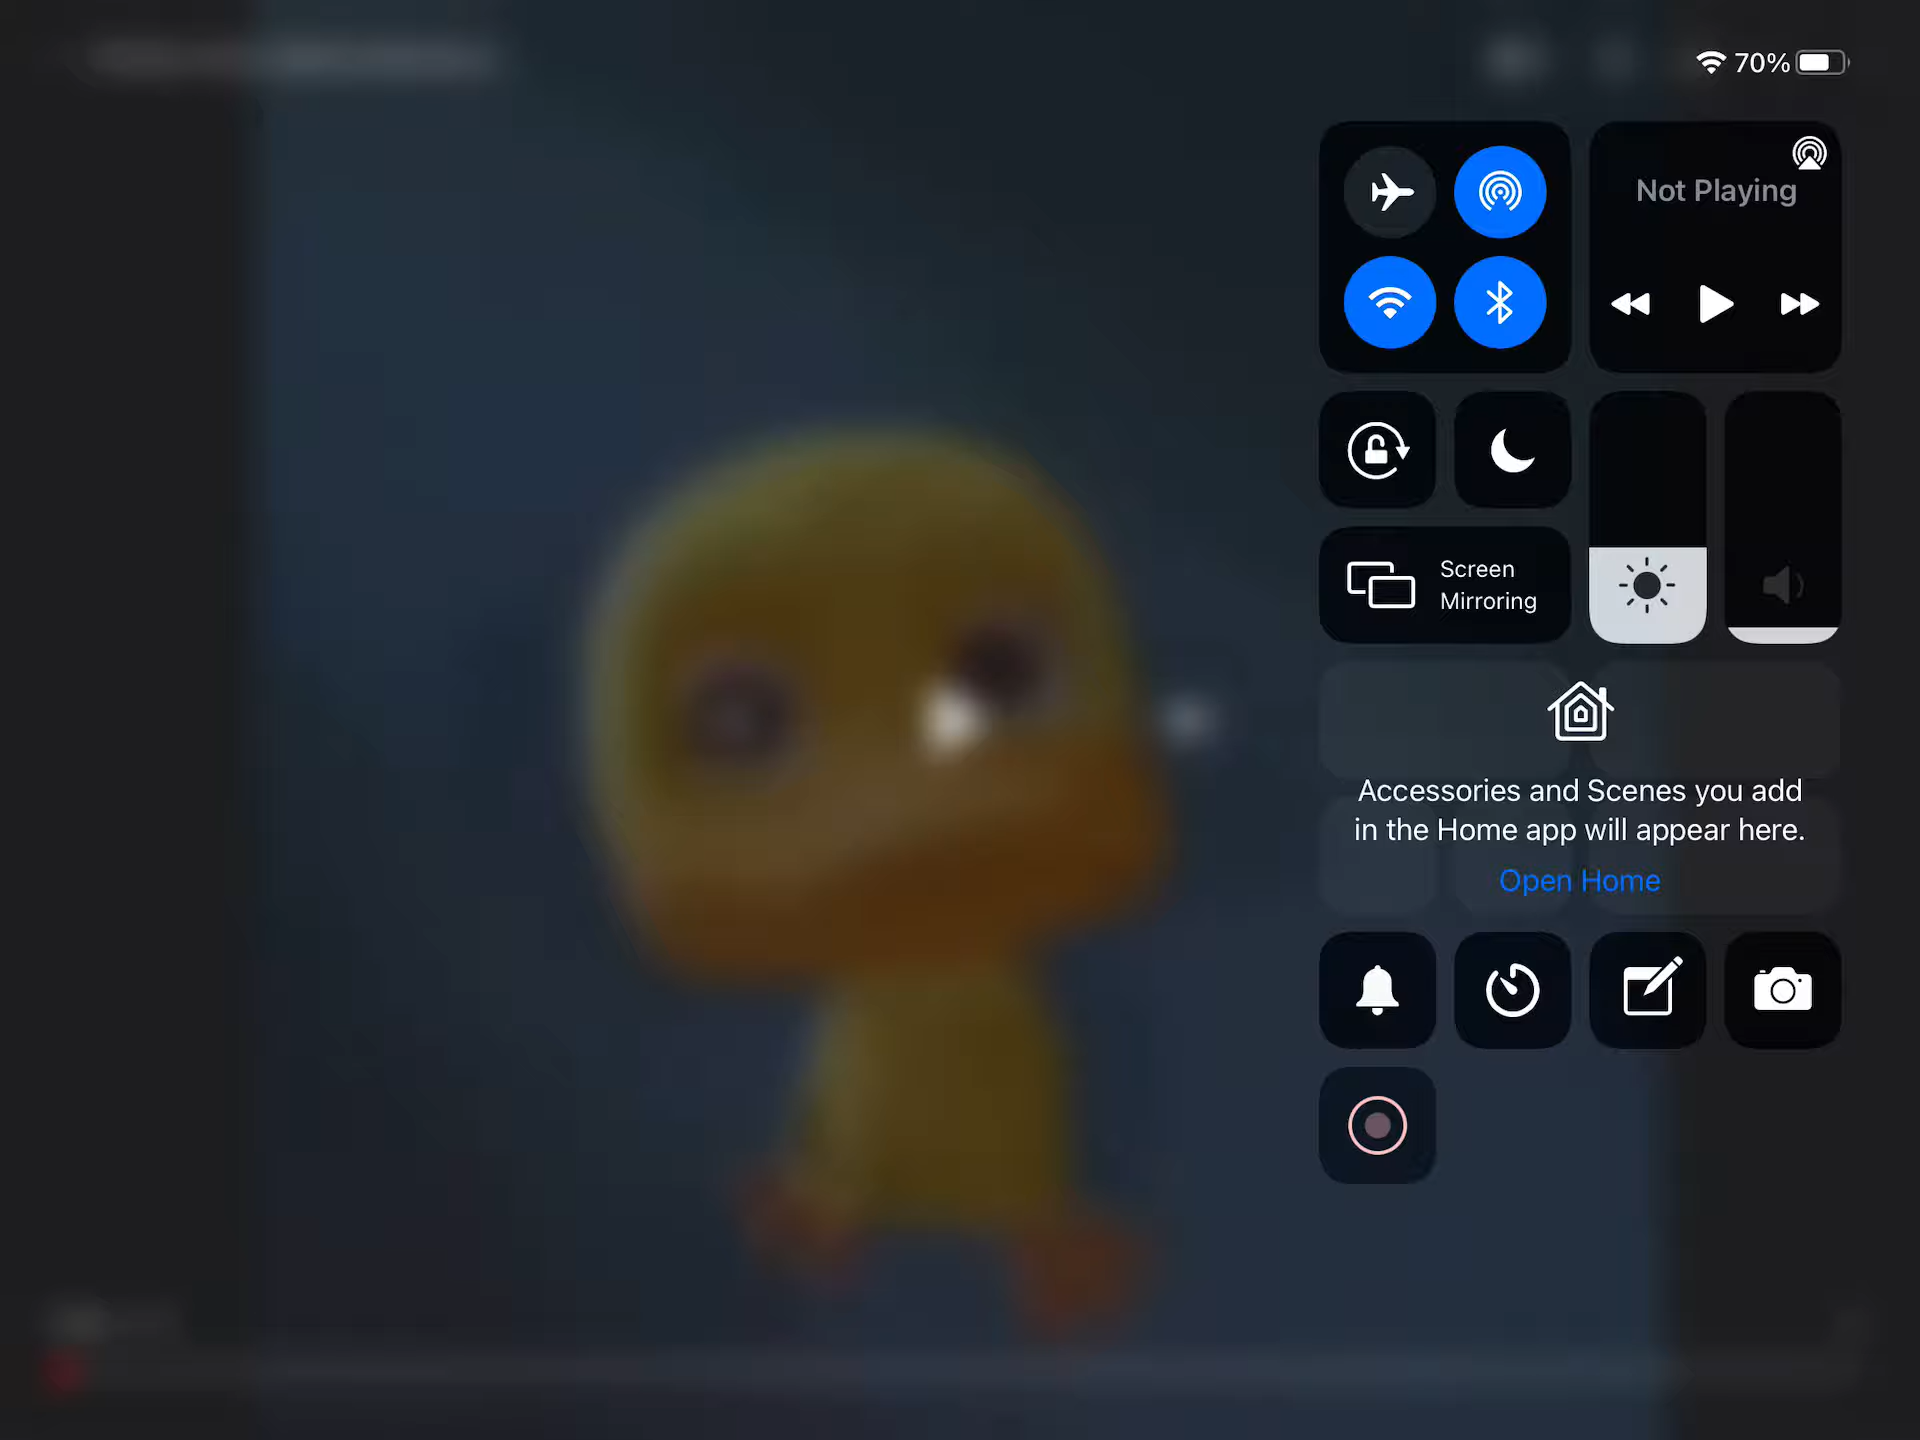 70%
Not Playing
Screen
Mirroring
Accessories and Scenes you add
in the Home app will appear here.
Open Home